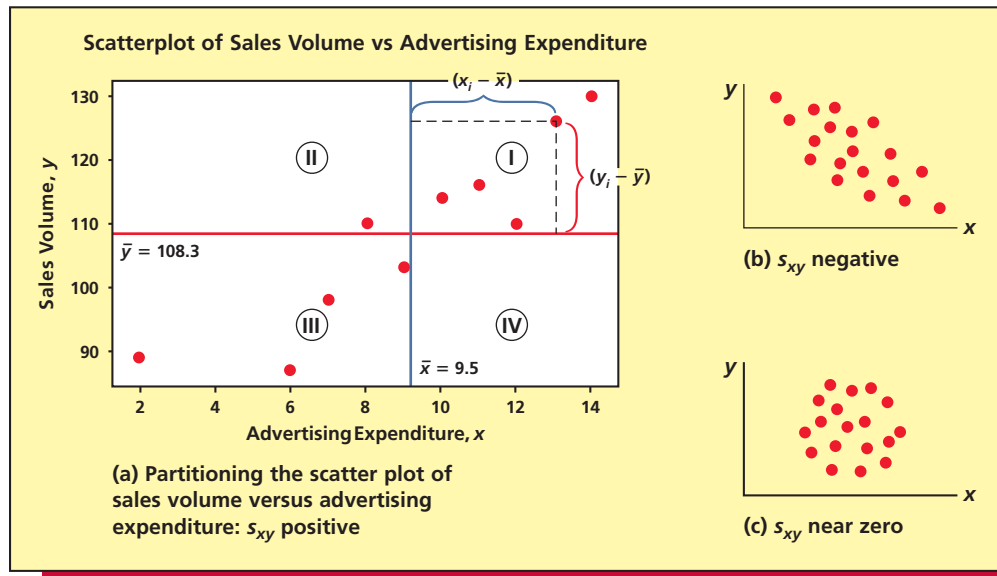 Scatterplot of Sales Volume vs Advertising Expenditure
Sales Volume, y
130
120
110
100
90
(xᵢ – x̄)
(yᵢ – ȳ)
II
I
ȳ = 108.3
III
IV
x̄ = 9.5
2 4 6 8 10 12 14
Advertising Expenditure, x
(a) Partitioning the scatter plot of
sales volume versus advertising
expenditure: sxy positive
y
x
(b) sxy negative
y
x
(c) sxy near zero